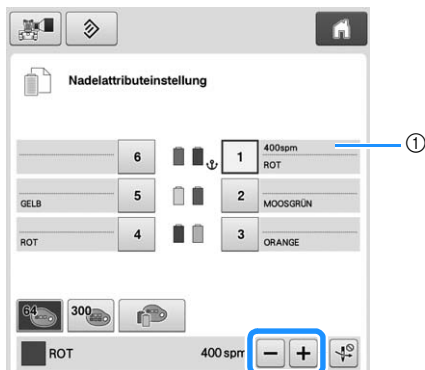 Nadelattributeinstellung
6 1 400spm
ROT
①
GELB 5 2 MOOSGRÜN
ROT 4 3 ORANGE
64 300
ROT 400 spm − +